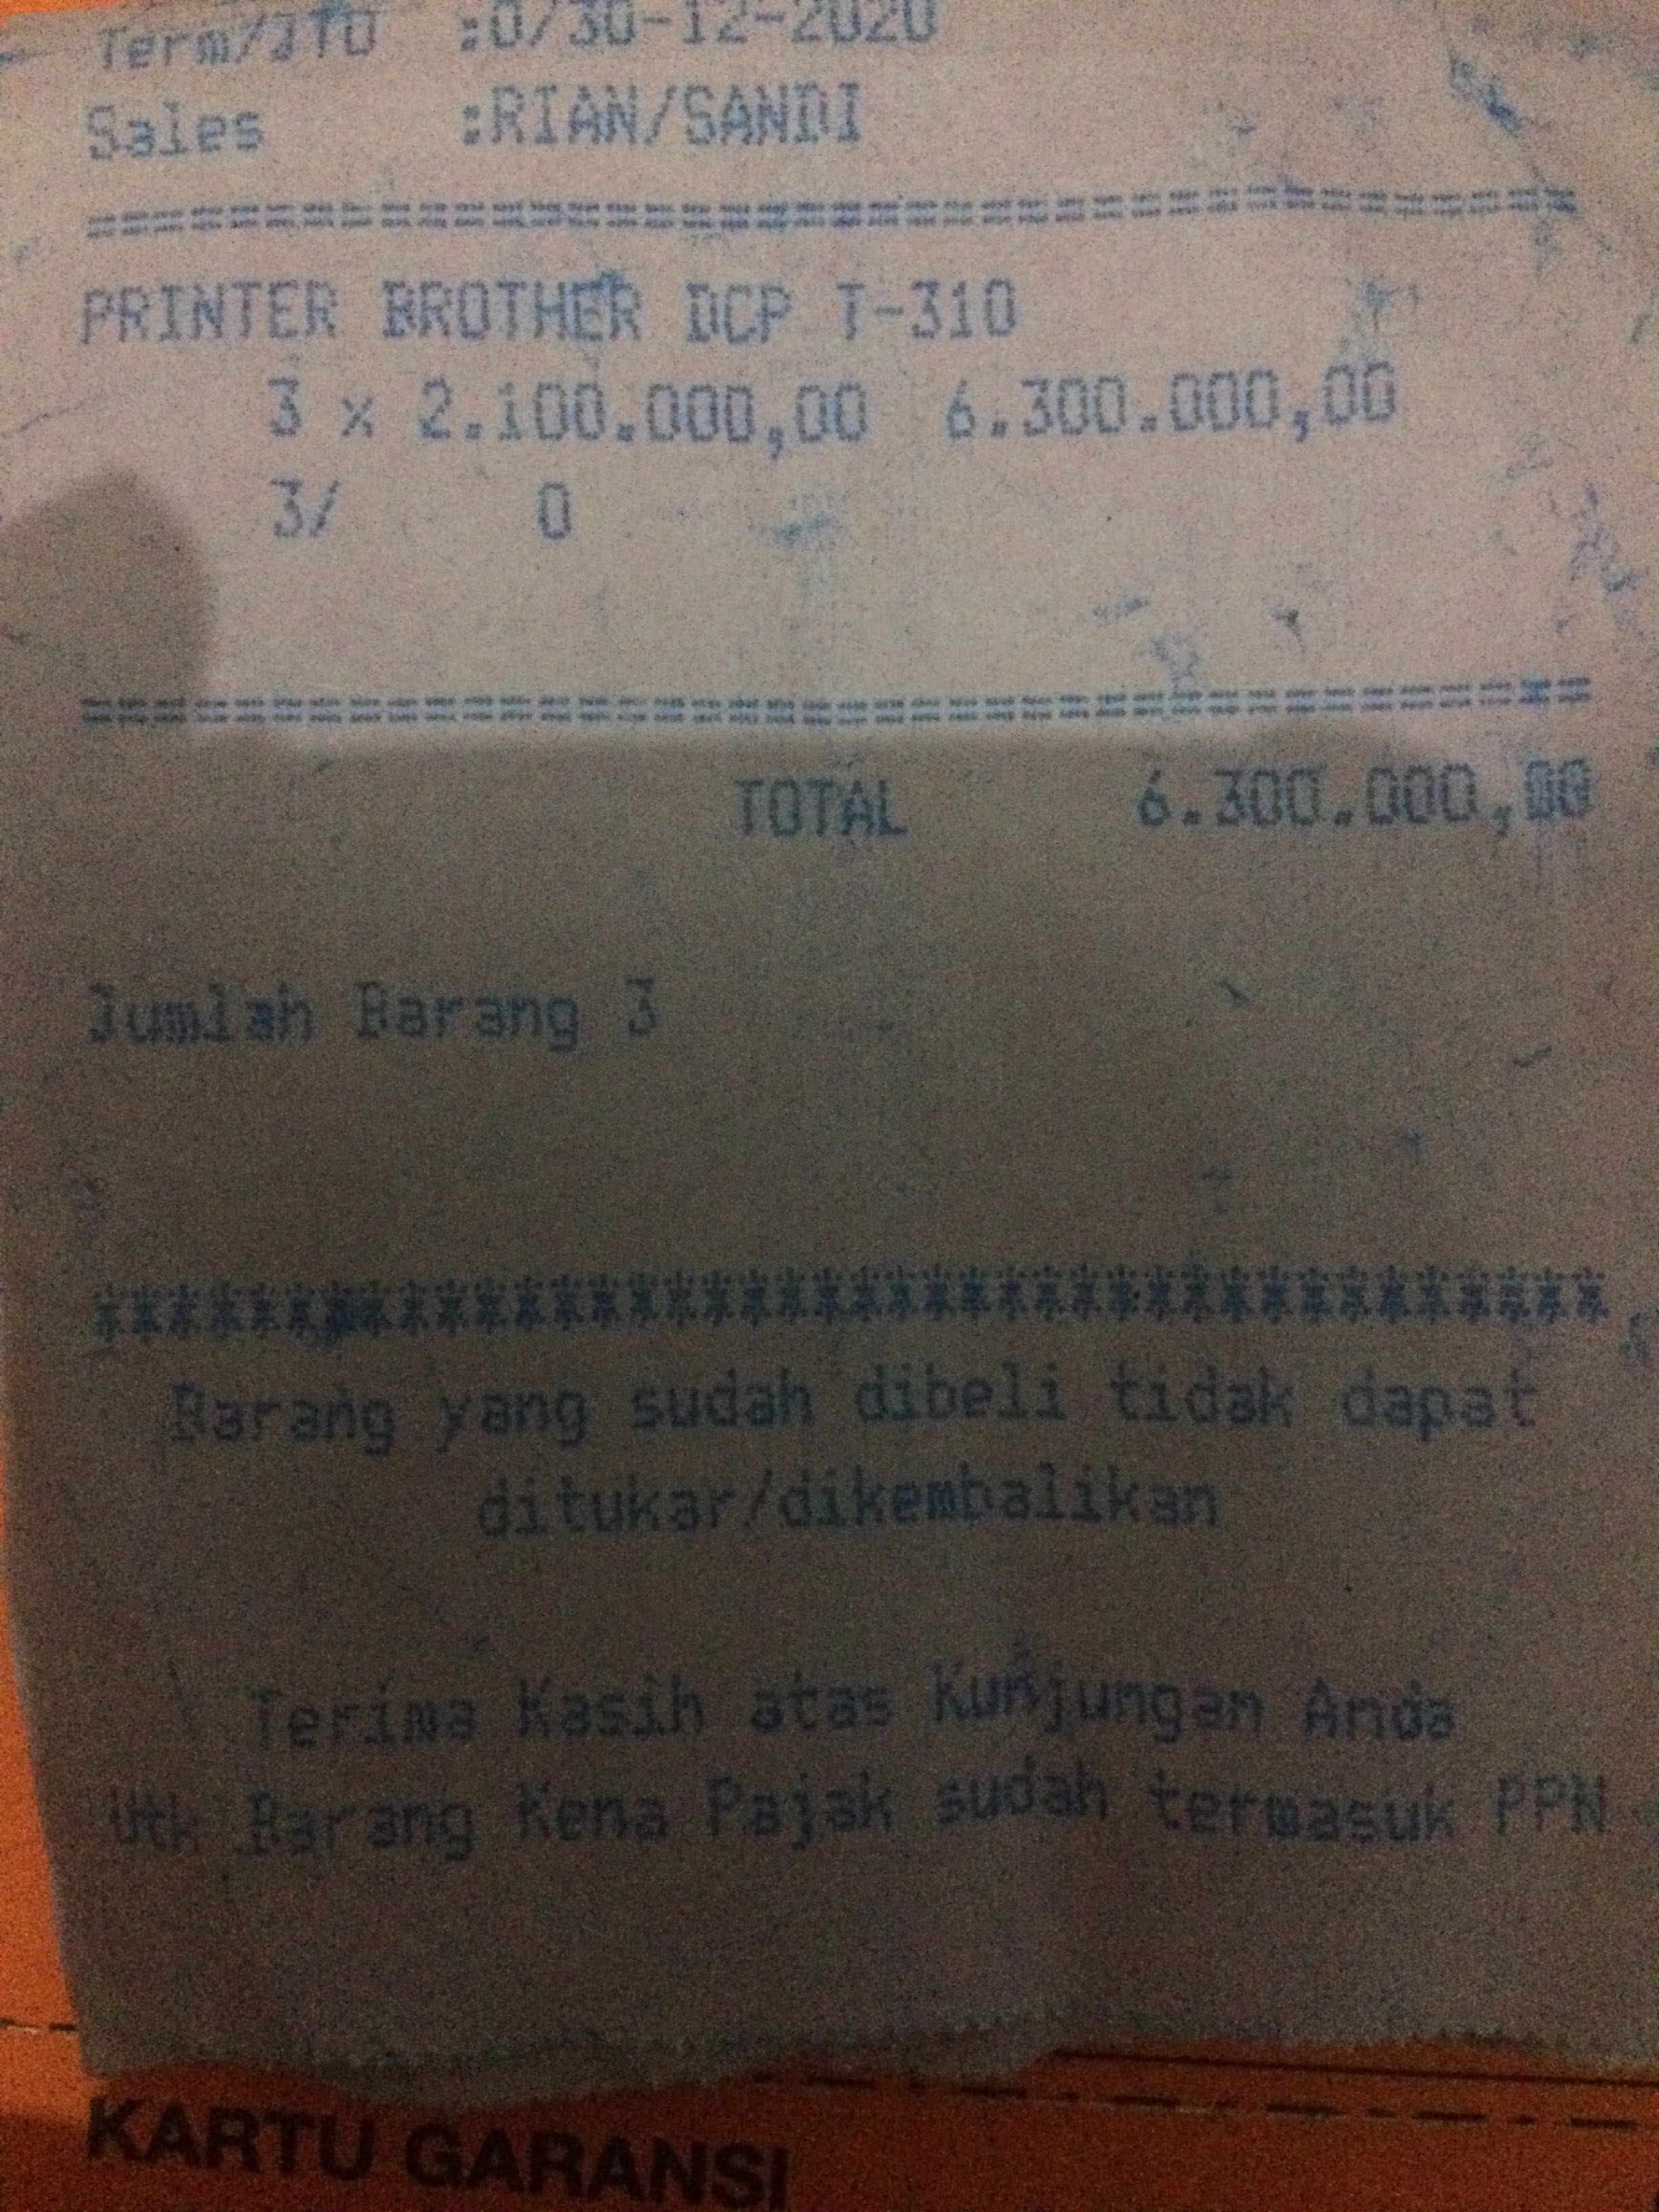 Term/JTO :0/30-12-2020
Sales :RIAN/SANDI
=========================================
PRINTER BROTHER DCP T-310
3 x 2.100.000,00 6.300.000,00
3/ 0
=========================================
TOTAL 6.300.000,00
Jumlah Barang 3
****************************************
Barang yang sudah dibeli tidak dapat
ditukar/dikembalikan
Terima Kasih atas Kunjungan Anda
Utk Barang Kena Pajak sudah termasuk PPN
KARTU GARANSI